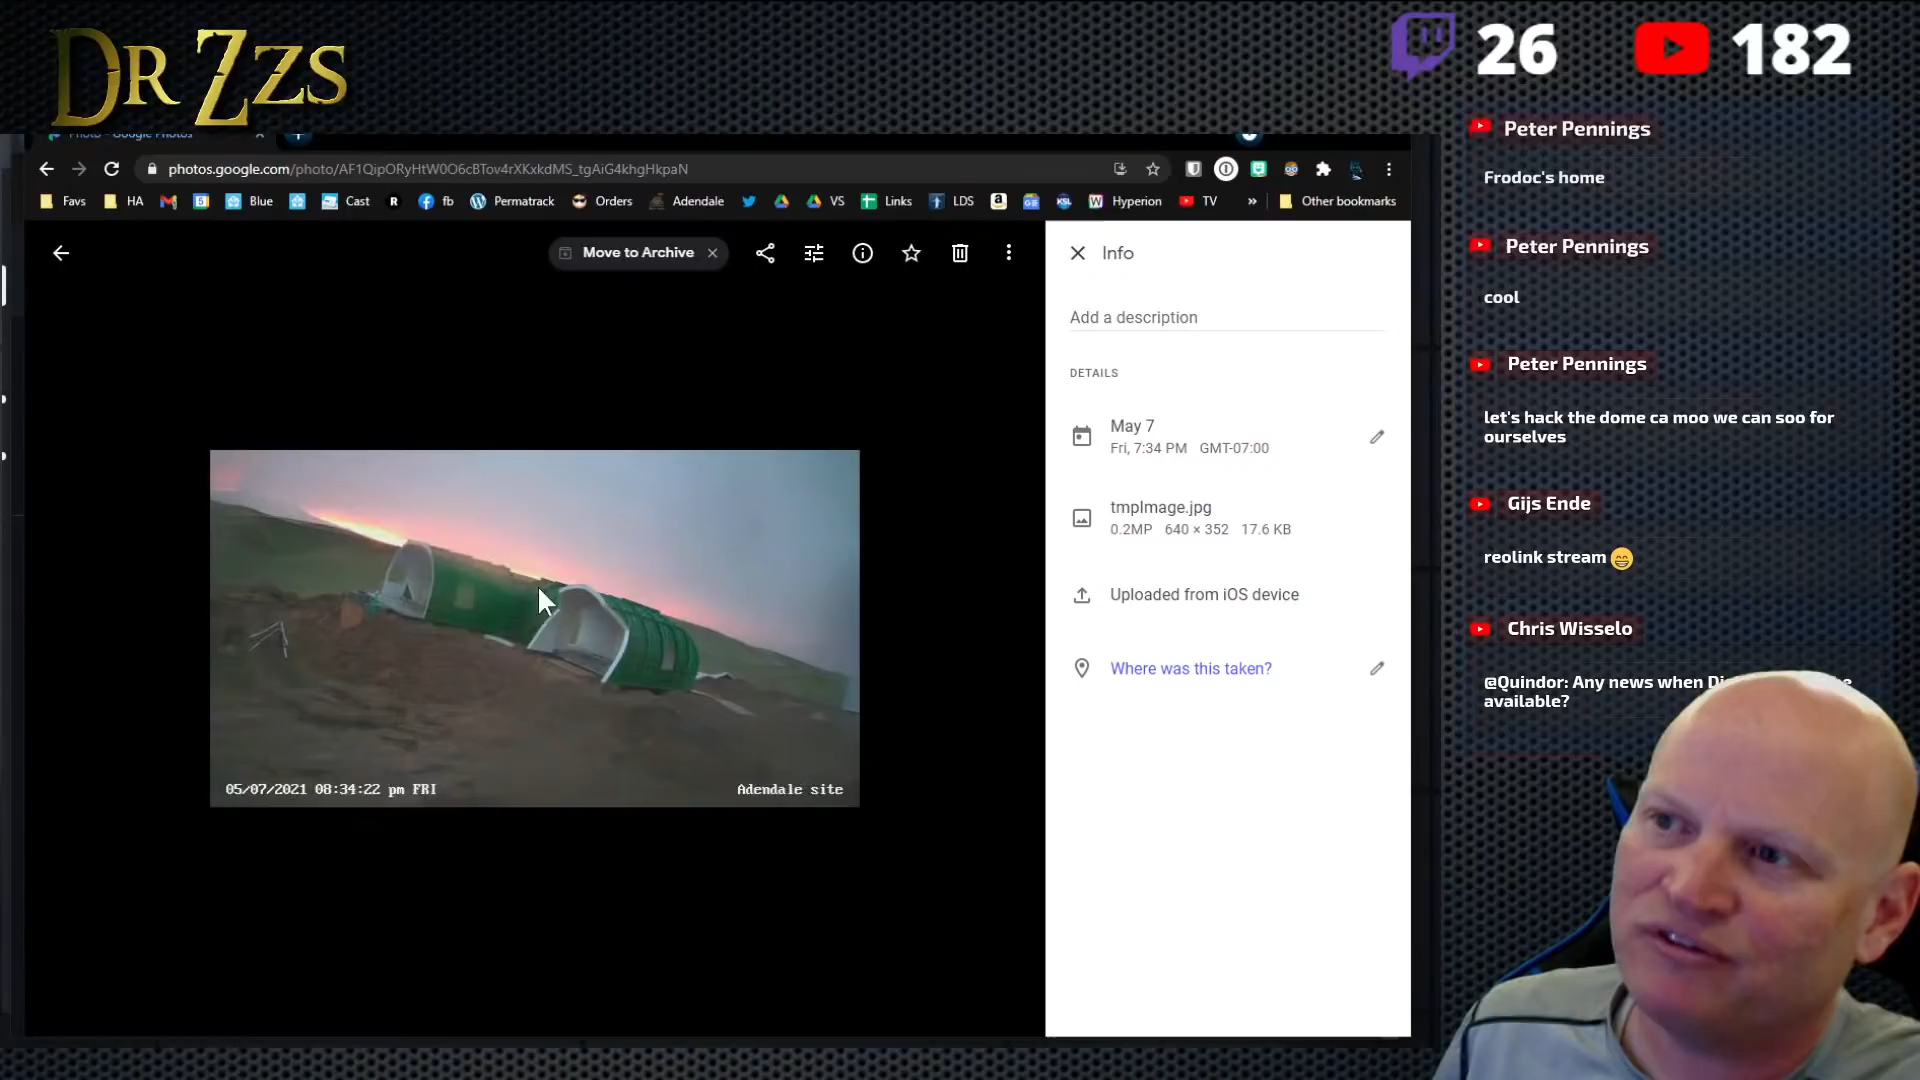 DR ZZS
26
182
Photo - Google Photos
photos.google.com/photo/AF1QipORyHtW0O6cBTov4rXKxkdMS_tgAiG4khgHkpaN
Favs
HA
Blue
Cast
fb
Permatrack
Orders
Adendale
VS
Links
LDS
Hyperion
TV
»
Other bookmarks
Move to Archive
Info
Add a description
DETAILS
May 7
Fri, 7:34 PM GMT-07:00
tmpImage.jpg
0.2MP 640 × 352 17.6 KB
Uploaded from iOS device
Where was this taken?
05/07/2021 08:34:22 pm FRI
Adendale site
Peter Pennings
Frodoc's home
Peter Pennings
cool
Peter Pennings
let's hack the dome ca moo we can soo for
ourselves
Gijs Ende
reolink stream 😄
Chris Wisselo
@Quindor: Any news when
available?